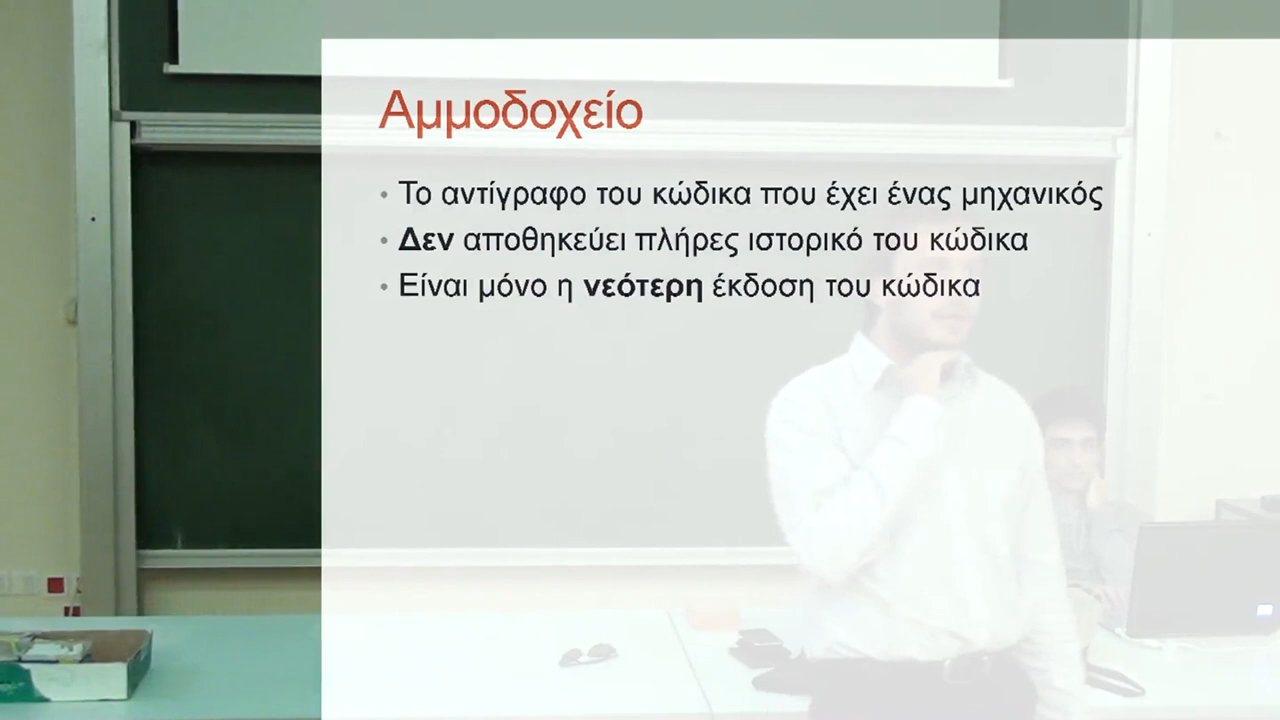 Αμμοδοχείο
• Το αντίγραφο του κώδικα που έχει ένας μηχανικός
• Δεν αποθηκεύει πλήρες ιστορικό του κώδικα
• Είναι μόνο η νεότερη έκδοση του κώδικα